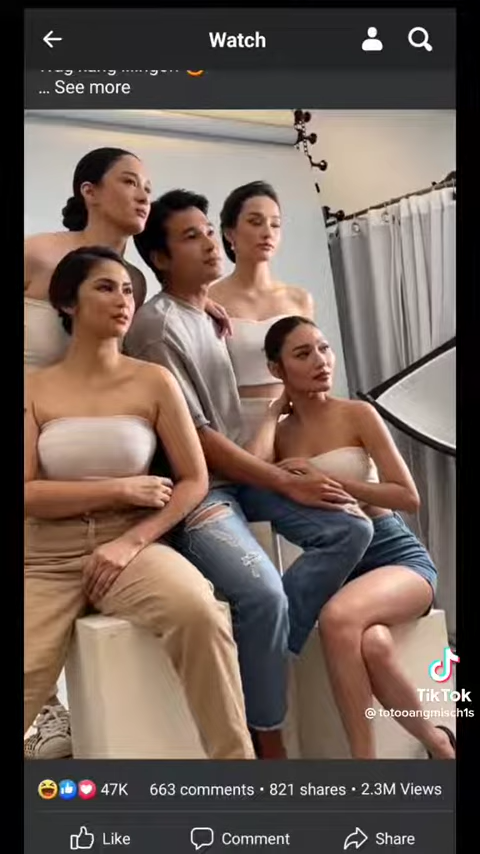 Watch
... See more
TikTok
@totooangmisch1s
47K 663 comments • 821 shares • 2.3M Views
Like Comment Share